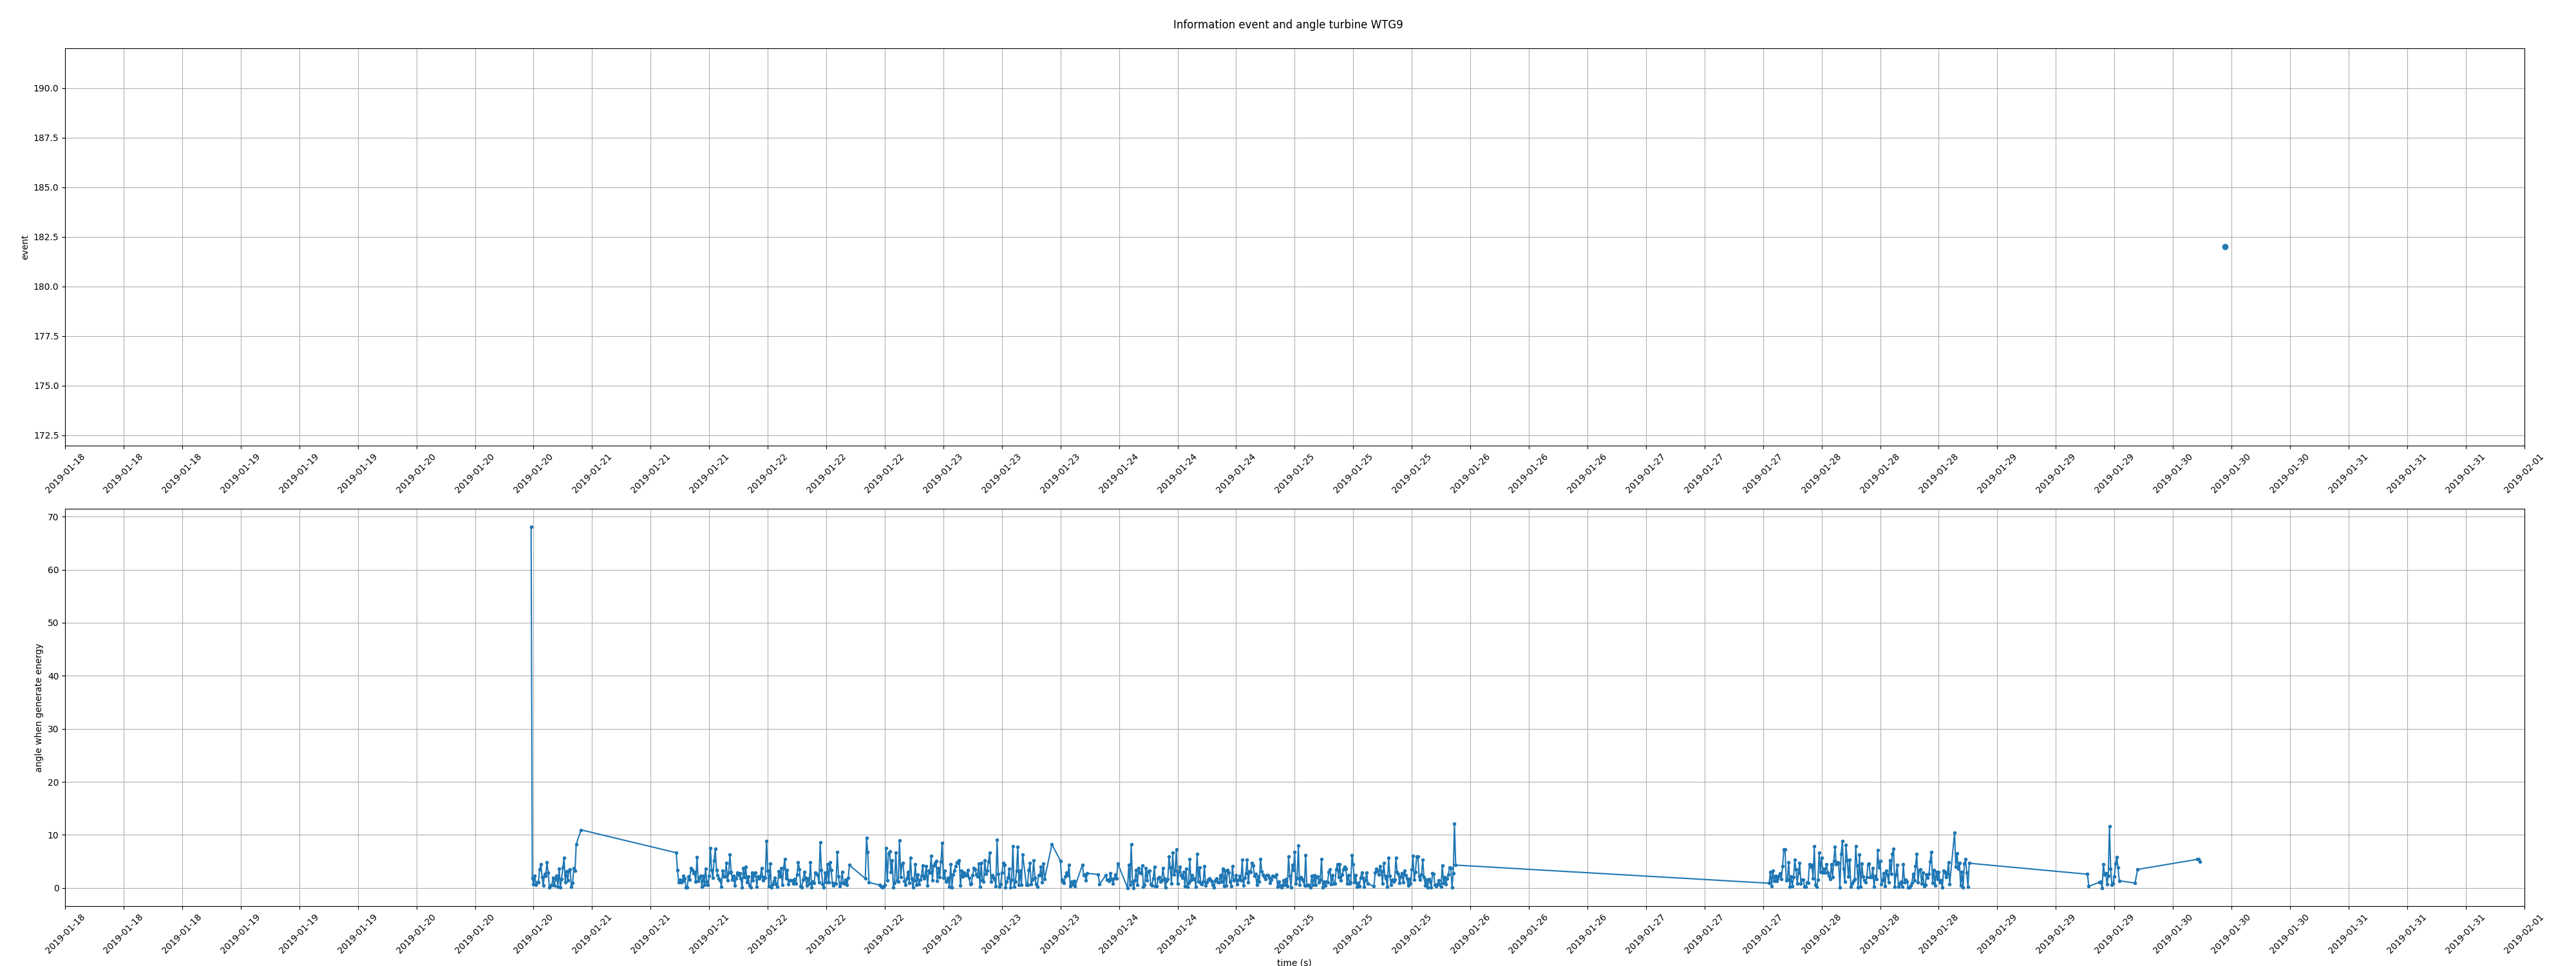 Information event and angle turbine WTG9
190.0
187.5
185.0
182.5
180.0
177.5
175.0
172.5
event
2019-01-18 2019-01-18 2019-01-18 2019-01-19 2019-01-19 2019-01-19 2019-01-20 2019-01-20 2019-01-20 2019-01-21 2019-01-21 2019-01-21 2019-01-22 2019-01-22 2019-01-22 2019-01-23 2019-01-23 2019-01-23 2019-01-24 2019-01-24 2019-01-24 2019-01-25 2019-01-25 2019-01-25 2019-01-26 2019-01-26 2019-01-26 2019-01-27 2019-01-27 2019-01-27 2019-01-28 2019-01-28 2019-01-28 2019-01-29 2019-01-29 2019-01-29 2019-01-30 2019-01-30 2019-01-30 2019-01-31 2019-01-31 2019-01-31 2019-02-01
70
60
50
40
30
20
10
0
angle when generate energy
2019-01-18 2019-01-18 2019-01-18 2019-01-19 2019-01-19 2019-01-19 2019-01-20 2019-01-20 2019-01-20 2019-01-21 2019-01-21 2019-01-21 2019-01-22 2019-01-22 2019-01-22 2019-01-23 2019-01-23 2019-01-23 2019-01-24 2019-01-24 2019-01-24 2019-01-25 2019-01-25 2019-01-25 2019-01-26 2019-01-26 2019-01-26 2019-01-27 2019-01-27 2019-01-27 2019-01-28 2019-01-28 2019-01-28 2019-01-29 2019-01-29 2019-01-29 2019-01-30 2019-01-30 2019-01-30 2019-01-31 2019-01-31 2019-01-31 2019-02-01
time (s)